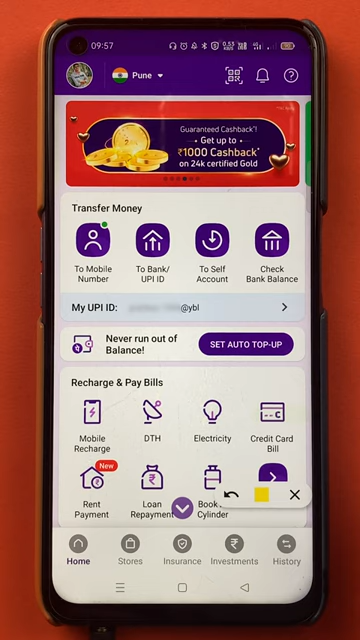 09:57
0.55
KB/S
Pune
Guaranteed Cashback*!
Get up to
₹1000 Cashback*
on 24k certified Gold
Transfer Money
To Mobile
Number
To Bank/
UPI ID
To Self
Account
Check
Bank Balance
My UPI ID:
@ybl
Never run out of
Balance!
SET AUTO TOP-UP
Recharge & Pay Bills
Mobile
Recharge
DTH
Electricity
Credit Card
Bill
New
Rent
Payment
Loan
Repayment
Book
Cylinder
Home
Stores
Insurance
Investments
History